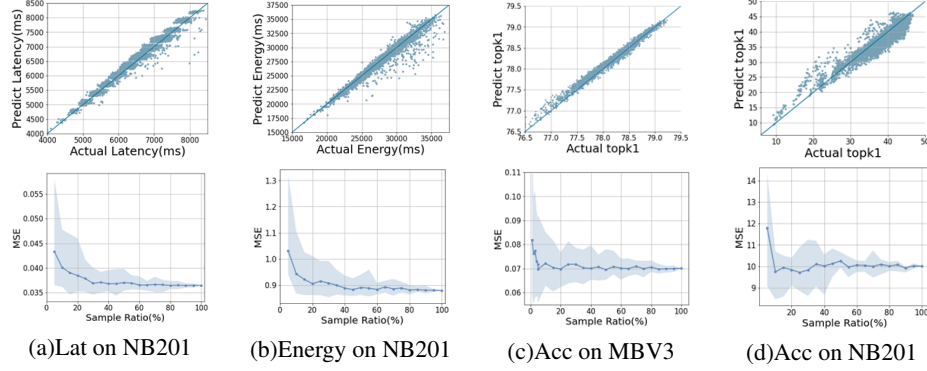 8500
8000
7500
7000
6500
6000
5500
5000
4500
4000
Predict Latency(ms)
4000 5000 6000 7000 8000
Actual Latency(ms)
37500
35000
32500
30000
27500
25000
22500
20000
17500
15000
Predict Energy(ms)
15000 20000 25000 30000 35000
Actual Energy(ms)
79.5
79.0
78.5
78.0
77.5
77.0
76.5
Predict topk1
76.5 77.0 77.5 78.0 78.5 79.0 79.5
Actual topk1
50
45
40
35
30
25
20
15
10
Predict topk1
10 20 30 40 50
Actual topk1
0.055
0.050
0.045
0.040
0.035
MSE
0 20 40 60 80 100
Sample Ratio(%)
1.3
1.2
1.1
1.0
0.9
MSE
0 20 40 60 80 100
Sample Ratio(%)
0.11
0.10
0.09
0.08
0.07
0.06
MSE
0 20 40 60 80 100
Sample Ratio(%)
14
13
12
11
10
9
MSE
20 40 60 80 100
Sample Ratio(%)
(a)Lat on NB201
(b)Energy on NB201
(c)Acc on MBV3
(d)Acc on NB201